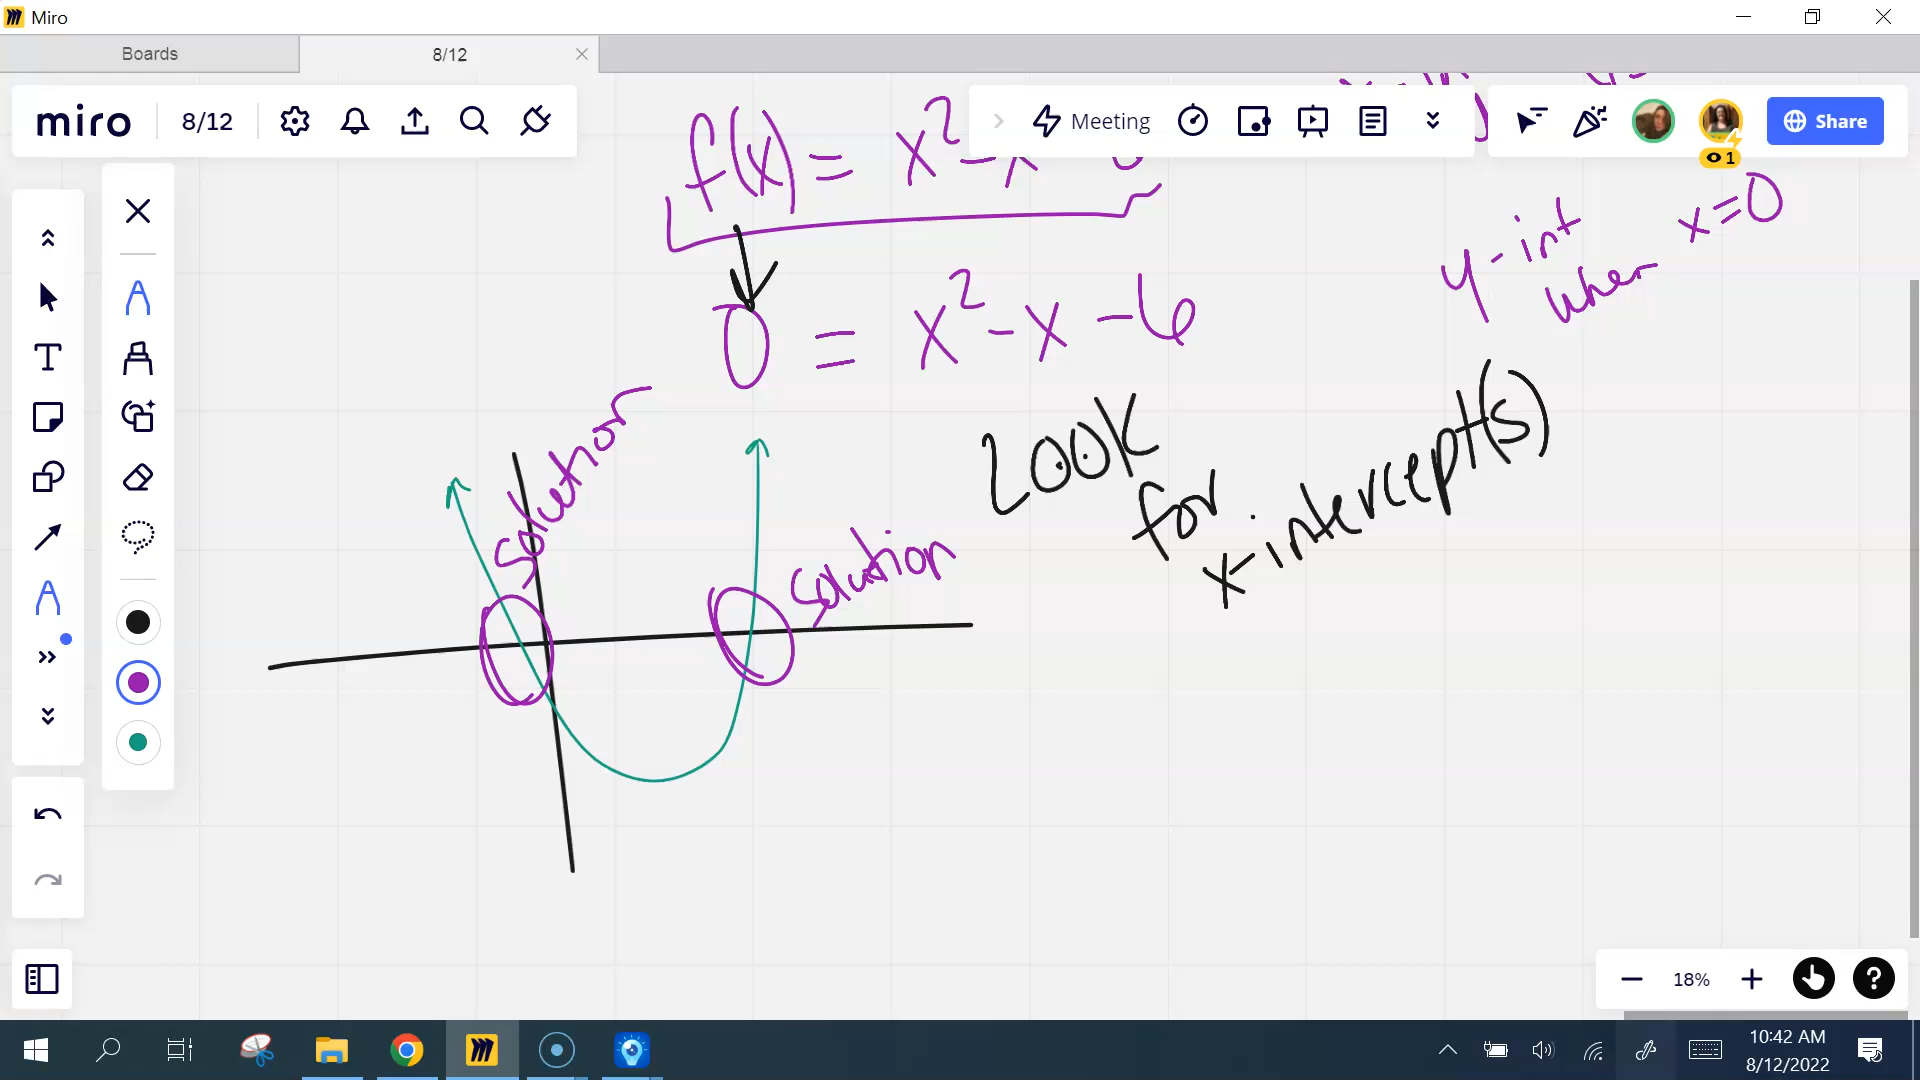 Miro
Boards
8/12
miro
8/12
Meeting
Share
1
f(x) = x² - x
y-int
when
x=0
0 = x² - x - 6
Look
for
x-intercept(s)
solution
solution
18%
10:42 AM
8/12/2022